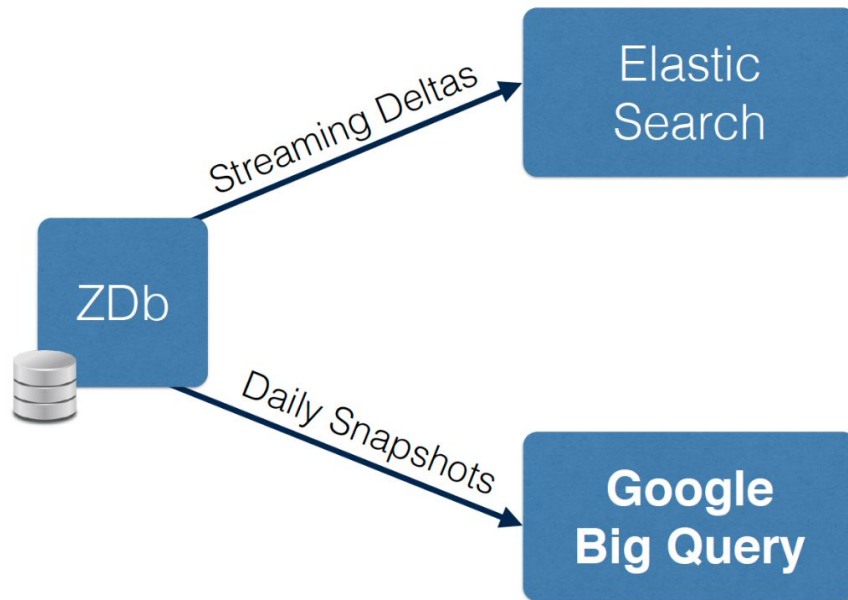 Elastic
Search
Streaming Deltas
ZDb
Daily Snapshots
Google
Big Query